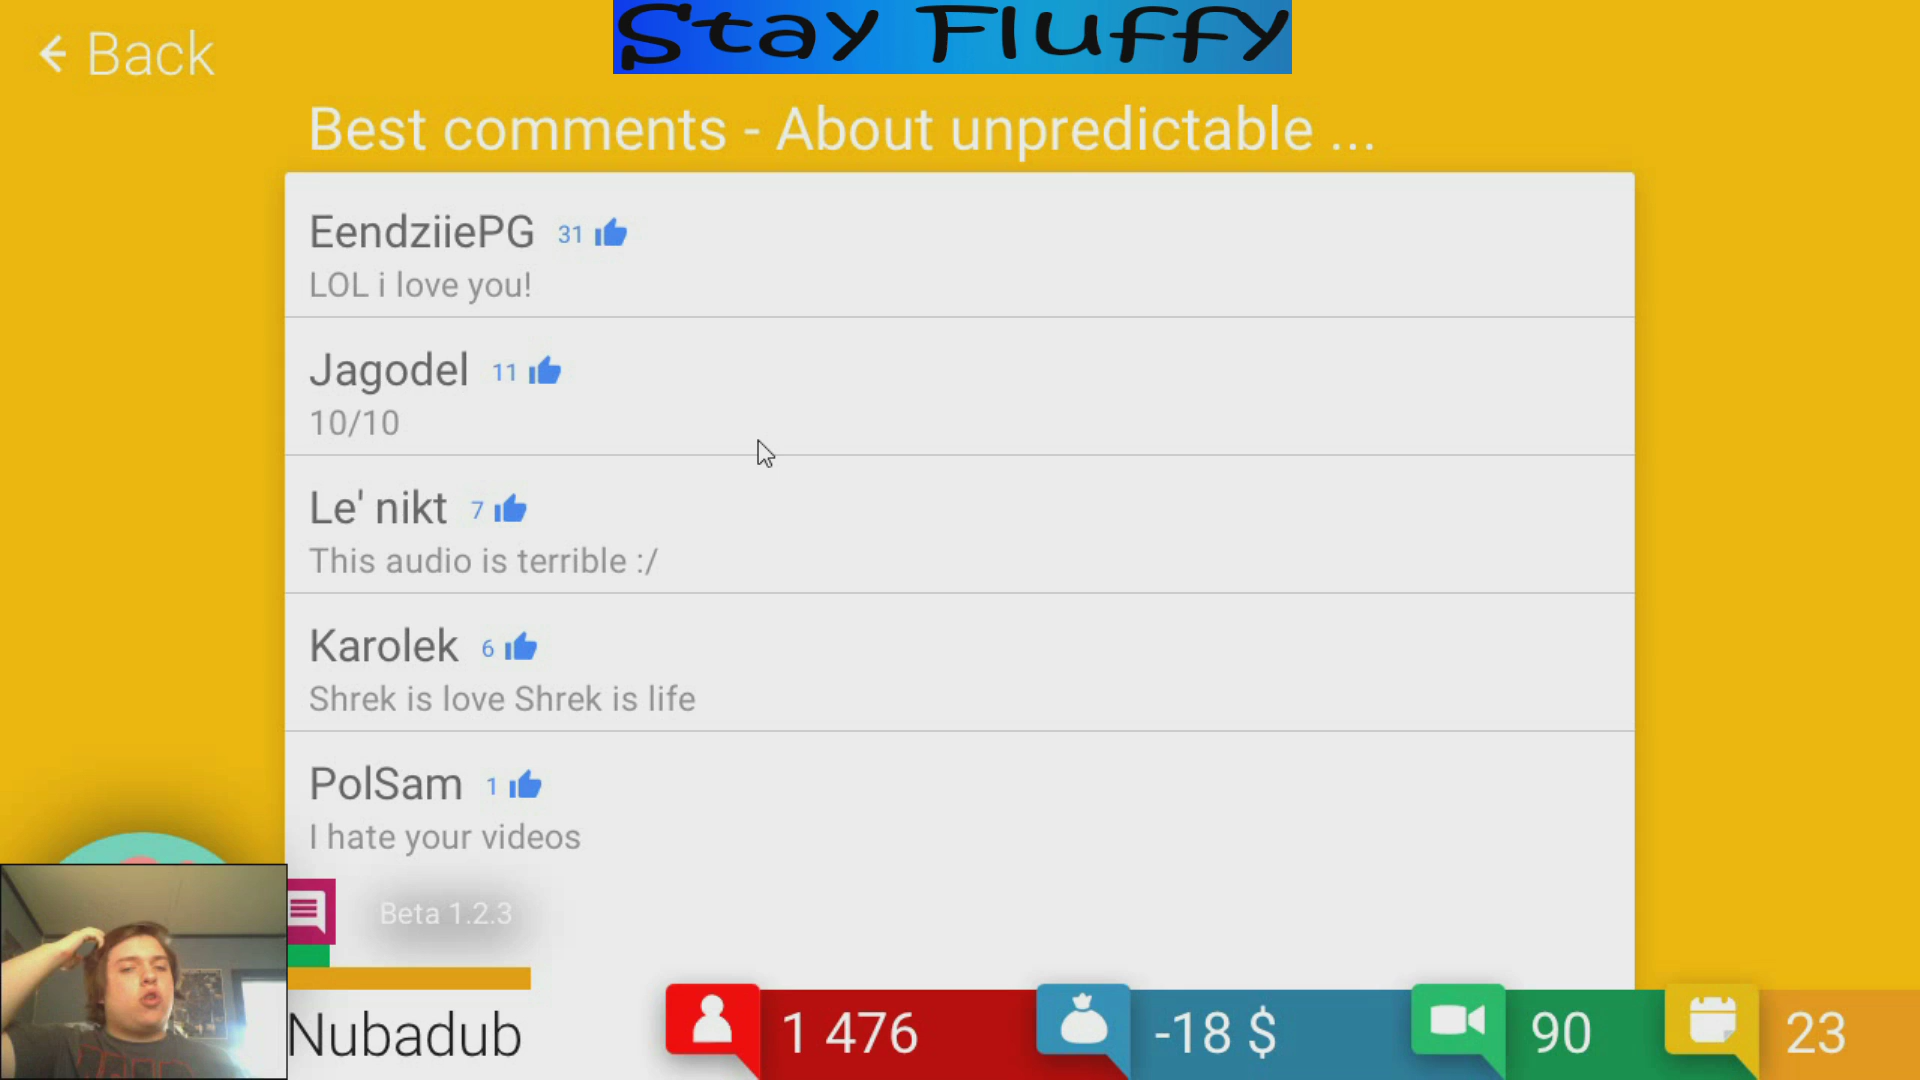 Stay Fluffy
Back
Best comments - About unpredictable ...
EendziiePG 31
LOL i love you!
Jagodel 11
10/10
Le' nikt 7
This audio is terrible :/
Karolek 6
Shrek is love Shrek is life
PolSam 1
I hate your videos
Beta 1.2.3
Nubadub
1 476
-18 $
90
23